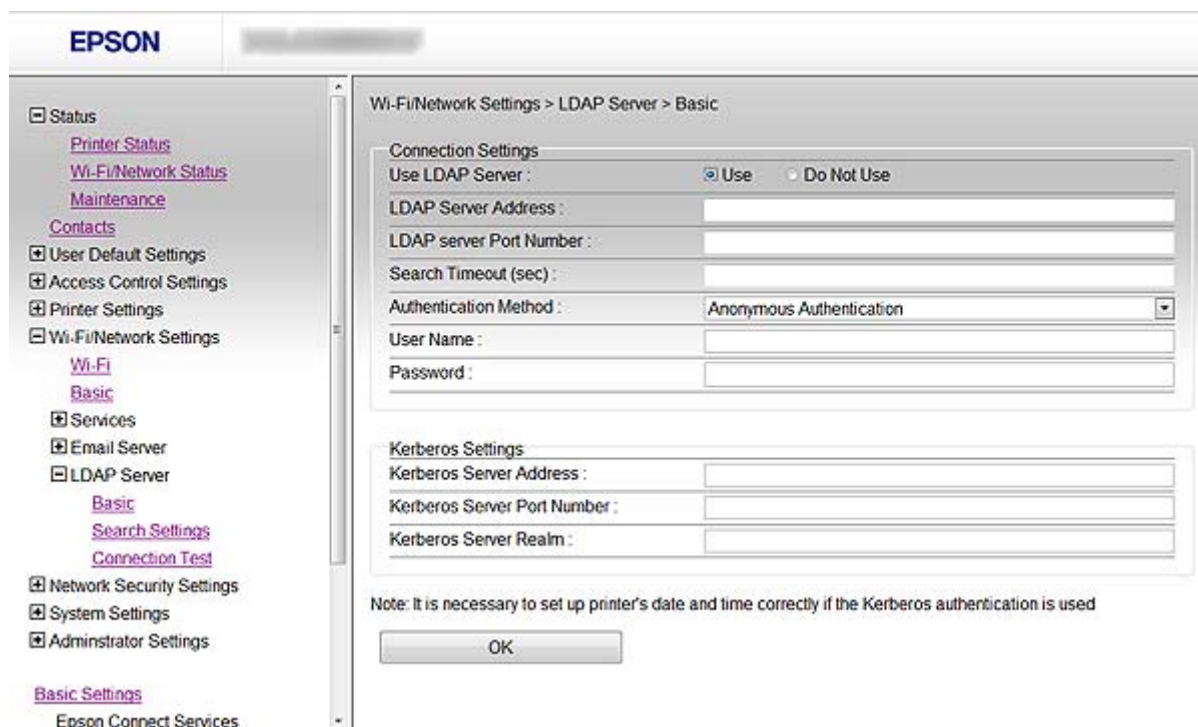 EPSON
Status
Printer Status
Wi-Fi/Network Status
Maintenance
Contacts
User Default Settings
Access Control Settings
Printer Settings
Wi-Fi/Network Settings
Wi-Fi
Basic
Services
Email Server
LDAP Server
Basic
Search Settings
Connection Test
Network Security Settings
System Settings
Adminstrator Settings
Basic Settings
Epson Connect Services
Wi-Fi/Network Settings > LDAP Server > Basic
Connection Settings
Use LDAP Server : Use Do Not Use
LDAP Server Address :
LDAP server Port Number :
Search Timeout (sec) :
Authentication Method : Anonymous Authentication
User Name :
Password :
Kerberos Settings
Kerberos Server Address :
Kerberos Server Port Number :
Kerberos Server Realm :
Note: It is necessary to set up printer's date and time correctly if the Kerberos authentication is used
OK